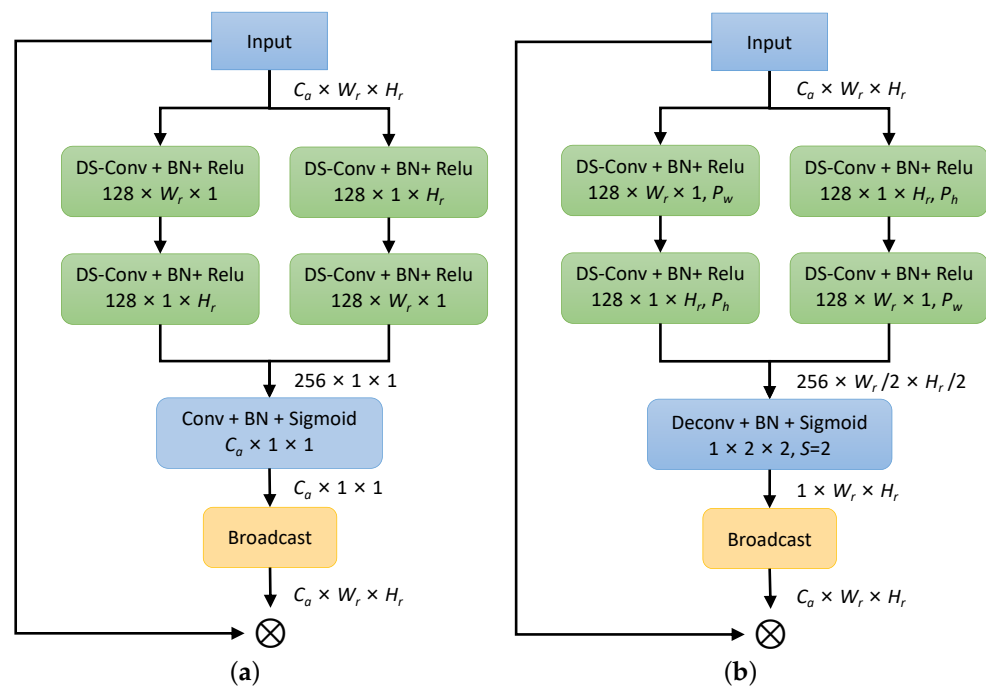 Input
Cₐ × Wᵣ × Hᵣ
DS-Conv + BN+ Relu
128 × Wᵣ × 1
DS-Conv + BN+ Relu
128 × 1 × Hᵣ
DS-Conv + BN+ Relu
128 × 1 × Hᵣ
DS-Conv + BN+ Relu
128 × Wᵣ × 1
256 × 1 × 1
Conv + BN + Sigmoid
Cₐ × 1 × 1
Cₐ × 1 × 1
Broadcast
Cₐ × Wᵣ × Hᵣ
(a)
Input
Cₐ × Wᵣ × Hᵣ
DS-Conv + BN+ Relu
128 × Wᵣ × 1, P_w
DS-Conv + BN+ Relu
128 × 1 × Hᵣ, Pₕ
DS-Conv + BN+ Relu
128 × 1 × Hᵣ, Pₕ
DS-Conv + BN+ Relu
128 × Wᵣ × 1, P_w
256 × Wᵣ /2 × Hᵣ /2
Deconv + BN + Sigmoid
1 × 2 × 2, S=2
1 × Wᵣ × Hᵣ
Broadcast
Cₐ × Wᵣ × Hᵣ
(b)